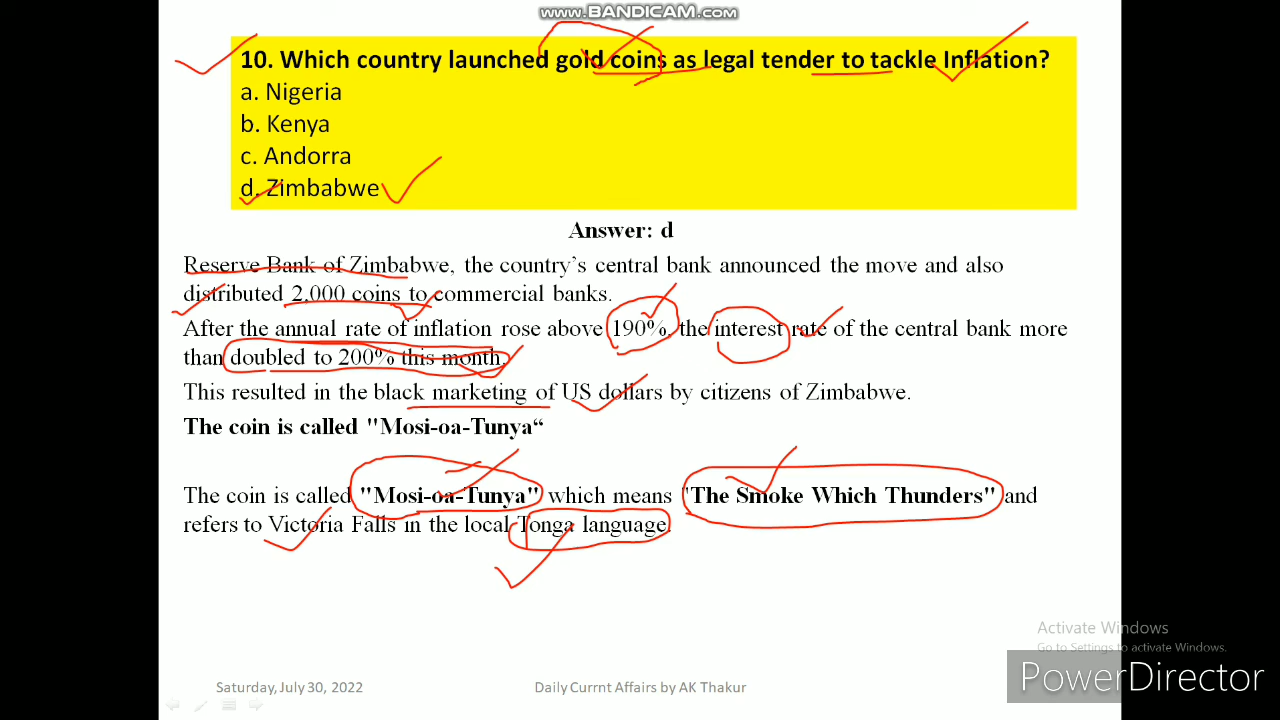 www.BANDICAM.com
10. Which country launched gold coins as legal tender to tackle Inflation?
a. Nigeria
b. Kenya
c. Andorra
d. Zimbabwe
Answer: d
Reserve Bank of Zimbabwe, the country’s central bank announced the move and also
distributed 2,000 coins to commercial banks.
After the annual rate of inflation rose above 190%, the interest rate of the central bank more
than doubled to 200% this month.
This resulted in the black marketing of US dollars by citizens of Zimbabwe.
The coin is called "Mosi-oa-Tunya“
The coin is called "Mosi-oa-Tunya" which means "The Smoke Which Thunders" and
refers to Victoria Falls in the local Tonga language.
Activate Windows
Go to Settings to activate Windows.
PowerDirector
Saturday, July 30, 2022
Daily Currnt Affairs by AK Thakur